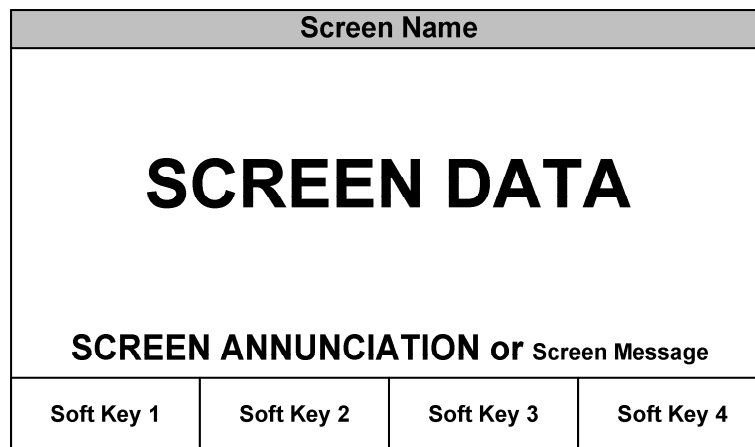 Screen Name
SCREEN DATA
SCREEN ANNUNCIATION or Screen Message
Soft Key 1 Soft Key 2 Soft Key 3 Soft Key 4